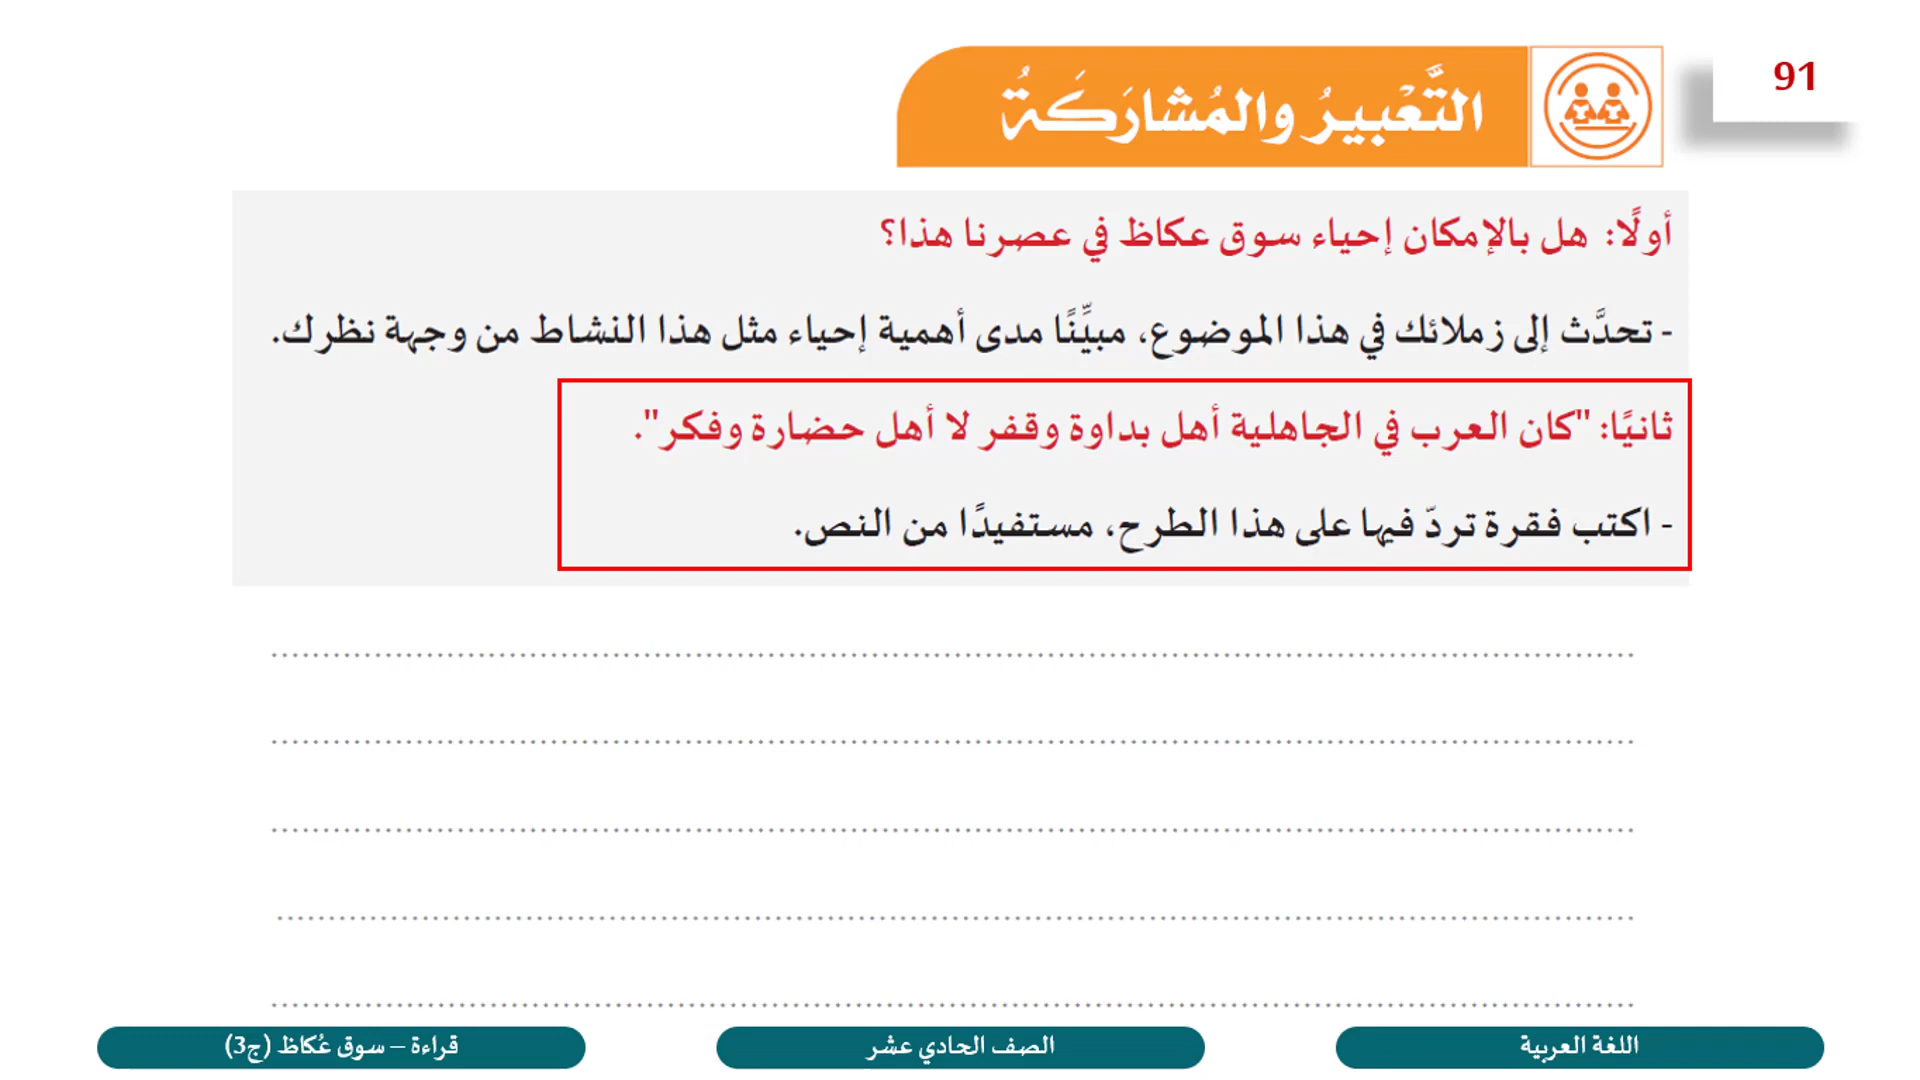 91
التَّعْبيرُ والمُشارَكَةُ
أولًا: هل بالإمكان إحياء سوق عكاظ في عصرنا هذا؟
- تحدَّث إلى زملائك في هذا الموضوع، مبيِّنًا مدى أهمية إحياء مثل هذا النشاط من وجهة نظرك.
ثانيًا: "كان العرب في الجاهلية أهل بداوة وقفر لا أهل حضارة وفكر".
- اكتب فقرة تردّ فيها على هذا الطرح، مستفيدًا من النص.
اللغة العربية
الصف الحادي عشر
قراءة – سوق عُكاظ (ج3)